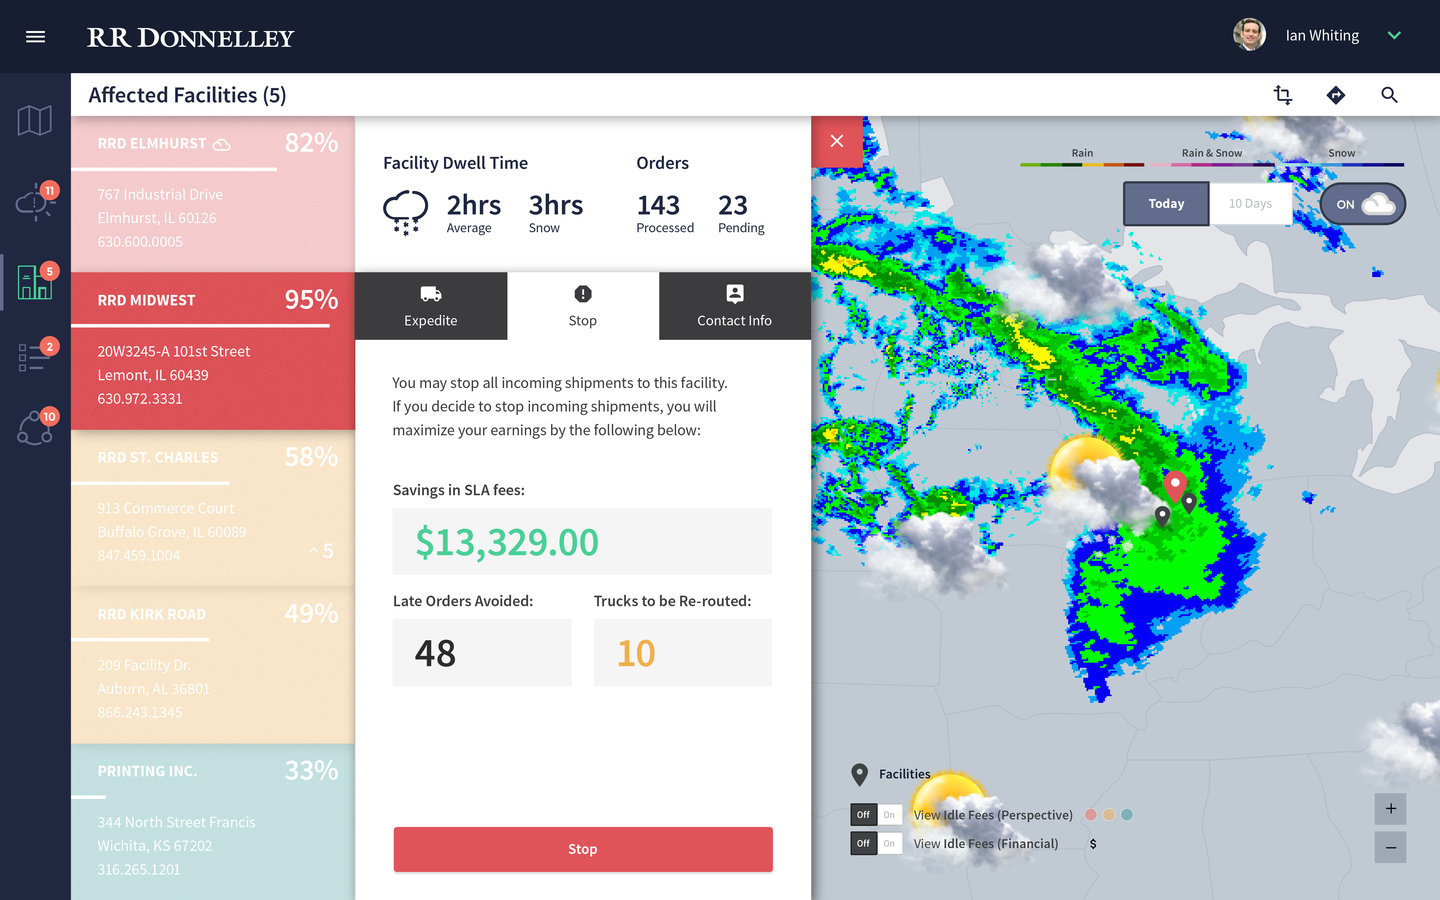 RR DONNELLEY
Ian Whiting
Affected Facilities (5)
11
5
2
10
RRD ELMHURST
82%
767 Industrial Drive
Elmhurst, IL 60126
630.600.0005
RRD MIDWEST
95%
20W3245-A 101st Street
Lemont, IL 60439
630.972.3331
RRD ST. CHARLES
58%
913 Commerce Court
Buffalo Grove, IL 60089
847.459.1004
5
RRD KIRK ROAD
49%
209 Facility Dr.
Auburn, AL 36801
866.243.1345
PRINTING INC.
33%
344 North Street Francis
Wichita, KS 67202
316.265.1201
Facility Dwell Time
2hrs
Average
3hrs
Snow
Orders
143
Processed
23
Pending
Expedite
Stop
Contact Info
You may stop all incoming shipments to this facility.
If you decide to stop incoming shipments, you will
maximize your earnings by the following below:
Savings in SLA fees:
$13,329.00
Late Orders Avoided:
48
Trucks to be Re-routed:
10
Stop
Rain
Rain & Snow
Snow
Today
10 Days
ON
Facilities
Off On View Idle Fees (Perspective)
Off On View Idle Fees (Financial) $
+
−